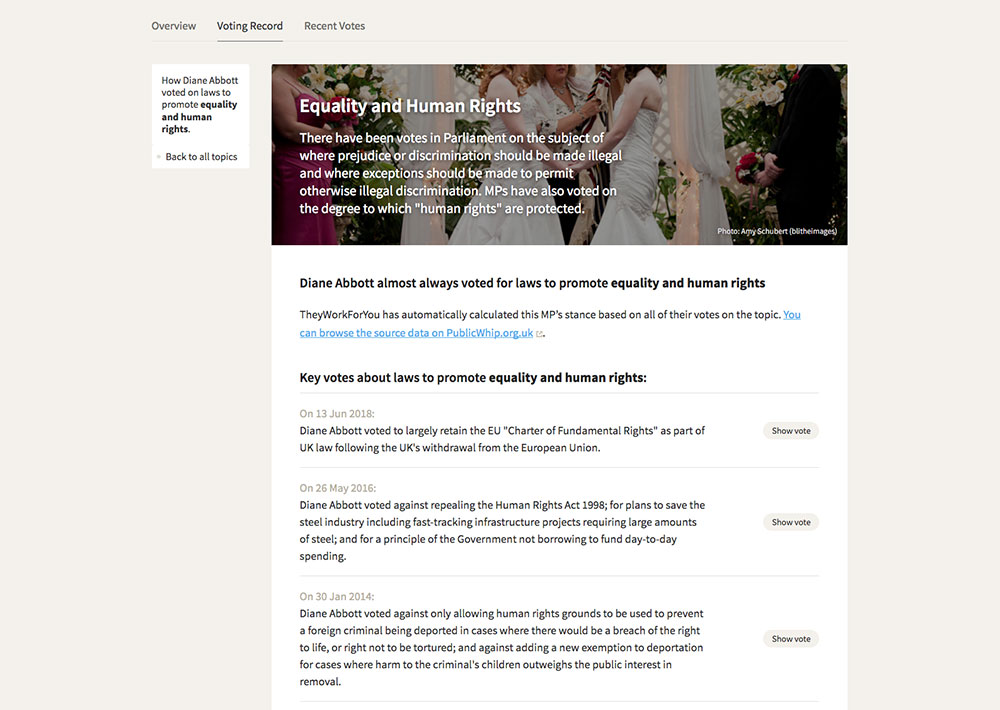 Overview Voting Record Recent Votes
How Diane Abbott
voted on laws to
promote equality
and human
rights.
Back to all topics
Equality and Human Rights
There have been votes in Parliament on the subject of
where prejudice or discrimination should be made illegal
and where exceptions should be made to permit
otherwise illegal discrimination. MPs have also voted on
the degree to which "human rights" are protected.
Photo: Amy Schubert (blitheimages)
Diane Abbott almost always voted for laws to promote equality and human rights
TheyWorkForYou has automatically calculated this MP's stance based on all of their votes on the topic. You
can browse the source data on PublicWhip.org.uk.
Key votes about laws to promote equality and human rights:
On 13 Jun 2018:
Diane Abbott voted to largely retain the EU "Charter of Fundamental Rights" as part of
UK law following the UK's withdrawal from the European Union.
Show vote
On 26 May 2016:
Diane Abbott voted against repealing the Human Rights Act 1998; for plans to save the
steel industry including fast-tracking infrastructure projects requiring large amounts
of steel; and for a principle of the Government not borrowing to fund day-to-day
spending.
Show vote
On 30 Jan 2014:
Diane Abbott voted against only allowing human rights grounds to be used to prevent
a foreign criminal being deported in cases where there would be a breach of the right
to life, or right not to be tortured; and against adding a new exemption to deportation
for cases where harm to the criminal's children outweighs the public interest in
removal.
Show vote